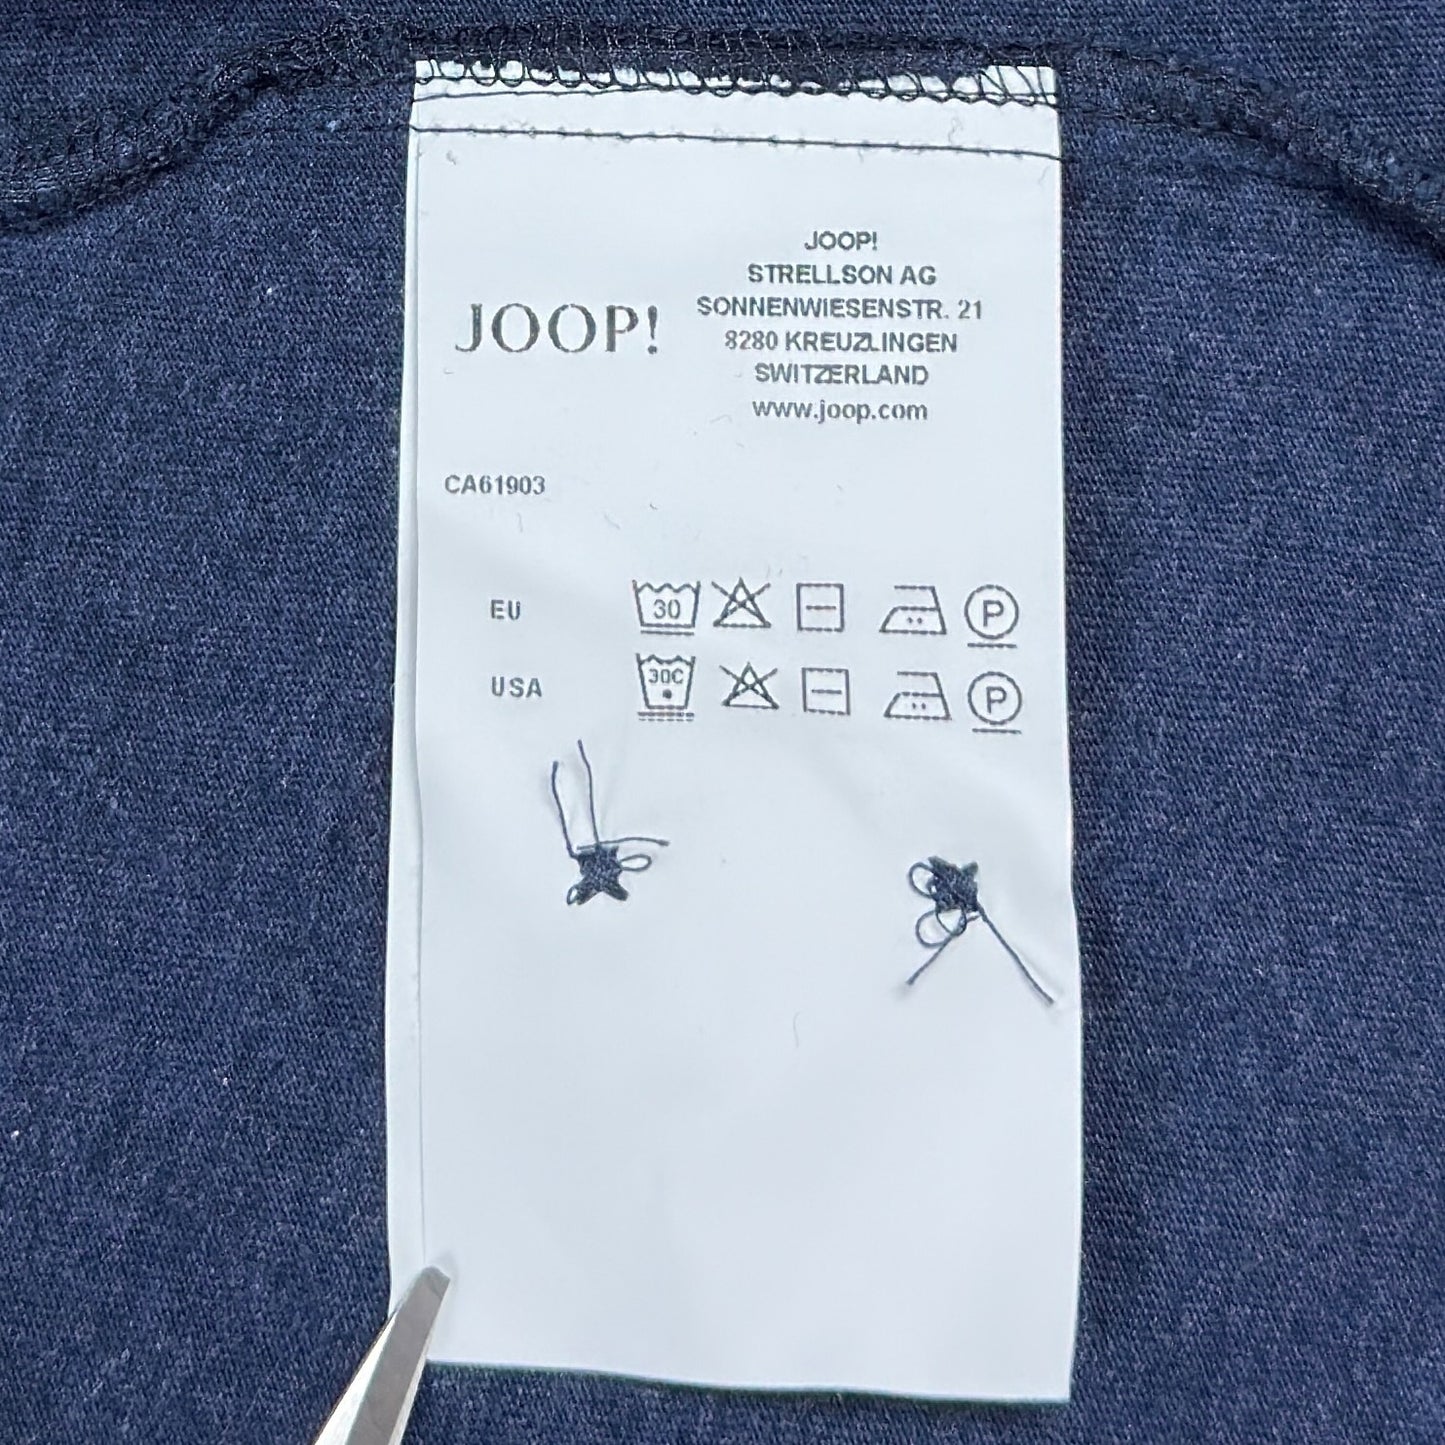 JOOP!
JOOP!
STRELLSON AG
SONNENWIESENSTR. 21
8280 KREUZLINGEN
SWITZERLAND
www.joop.com
CA61903
EU 30 P
USA 30C P